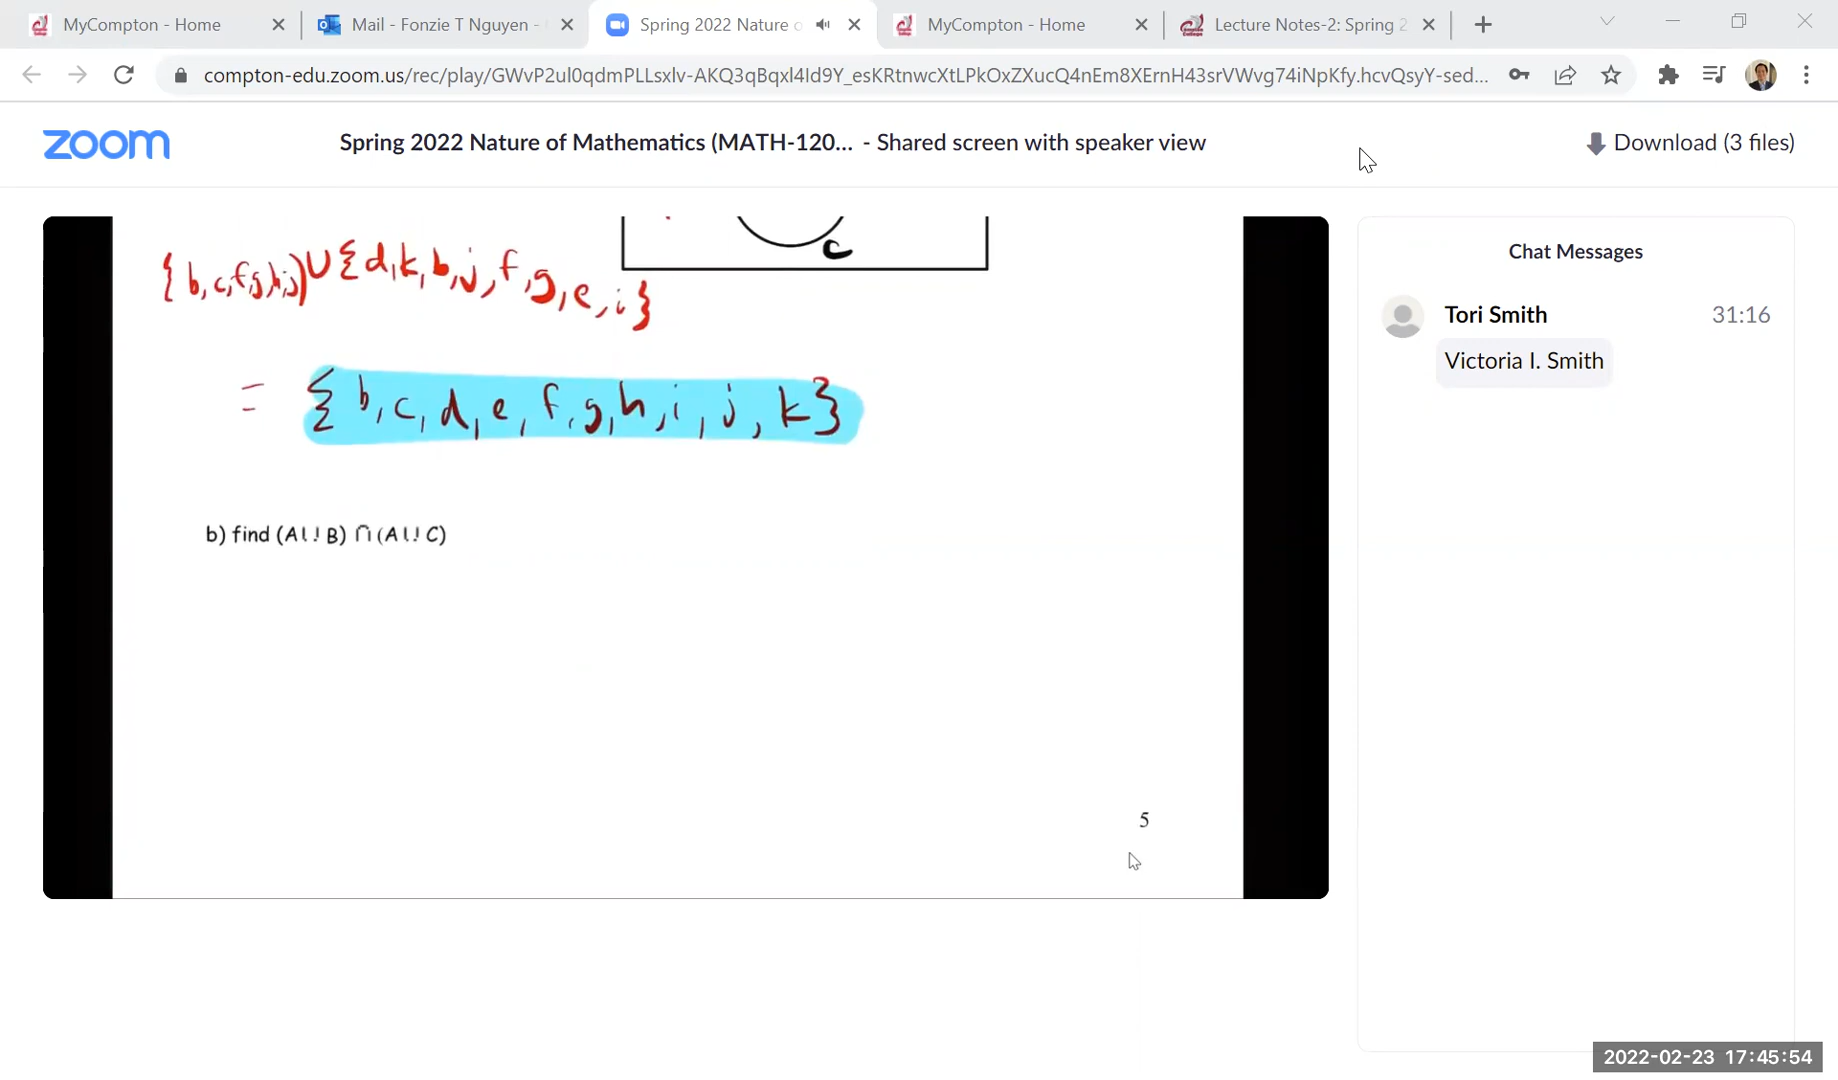 MyCompton - Home
Mail - Fonzie T Nguyen -
Spring 2022 Nature o
MyCompton - Home
Lecture Notes-2: Spring 2
compton-edu.zoom.us/rec/play/GWvP2ul0qdmPLLsxlv-AKQ3qBqxl4Id9Y_esKRtnwcXtLPkOxZXucQ4nEm8XErnH43srVWvg74iNpKfy.hcvQsyY-sed...
zoom
Spring 2022 Nature of Mathematics (MATH-120... - Shared screen with speaker view
Download (3 files)
C
{b,c,f,g,h,j}∪{d,k,b,j,f,g,e,i}
= {b,c,d,e,f,g,h,i,j,k}
b) find (A∪B) ∩ (A∪C)
5
Chat Messages
Tori Smith 31:16
Victoria I. Smith
2022-02-23 17:45:54